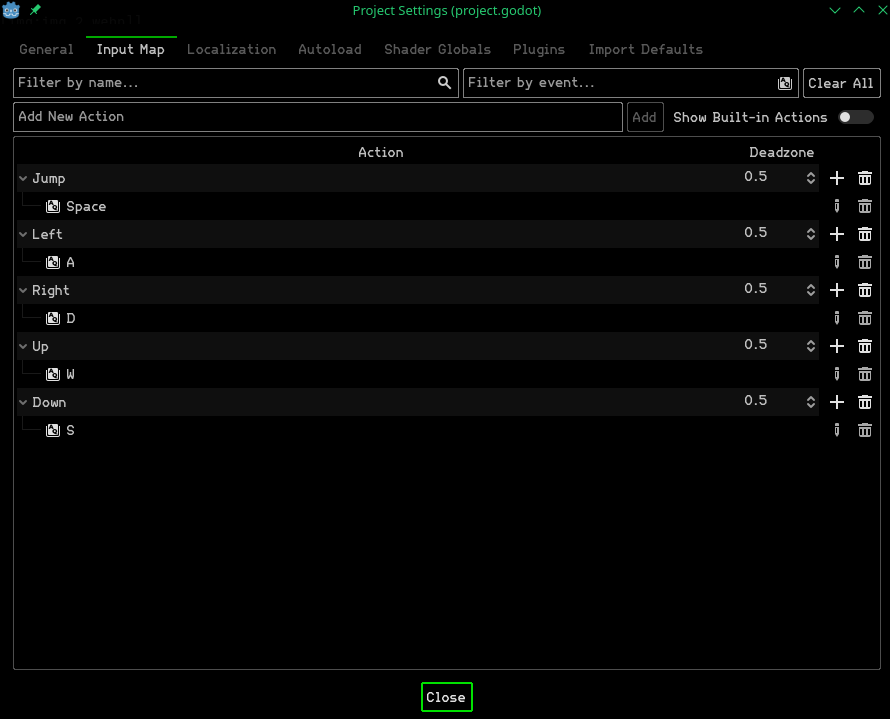 Project Settings (project.godot)
General Input Map Localization Autoload Shader Globals Plugins Import Defaults
Filter by name... Filter by event... Clear All
Add New Action Add Show Built-in Actions
Action Deadzone
Jump 0.5
Space
Left 0.5
A
Right 0.5
D
Up 0.5
W
Down 0.5
S
Close